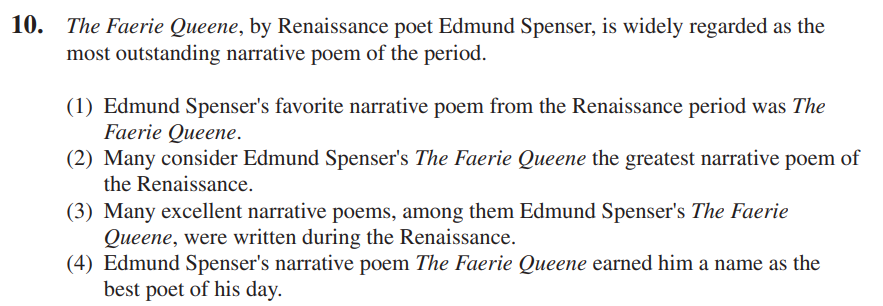 10. The Faerie Queene, by Renaissance poet Edmund Spenser, is widely regarded as the
most outstanding narrative poem of the period.
(1) Edmund Spenser's favorite narrative poem from the Renaissance period was The
Faerie Queene.
(2) Many consider Edmund Spenser's The Faerie Queene the greatest narrative poem of
the Renaissance.
(3) Many excellent narrative poems, among them Edmund Spenser's The Faerie
Queene, were written during the Renaissance.
(4) Edmund Spenser's narrative poem The Faerie Queene earned him a name as the
best poet of his day.